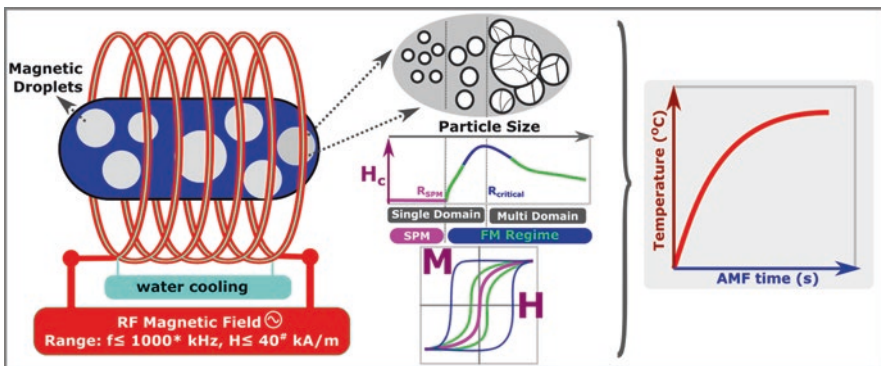 Magnetic
Droplets
water cooling
RF Magnetic Field
Range: f≤ 1000* kHz, H≤ 40# kA/m
Particle Size
Hc
RSPM
Rcritical
Single Domain
Multi Domain
SPM
FM Regime
M
H
Temperature (°C)
AMF time (s)